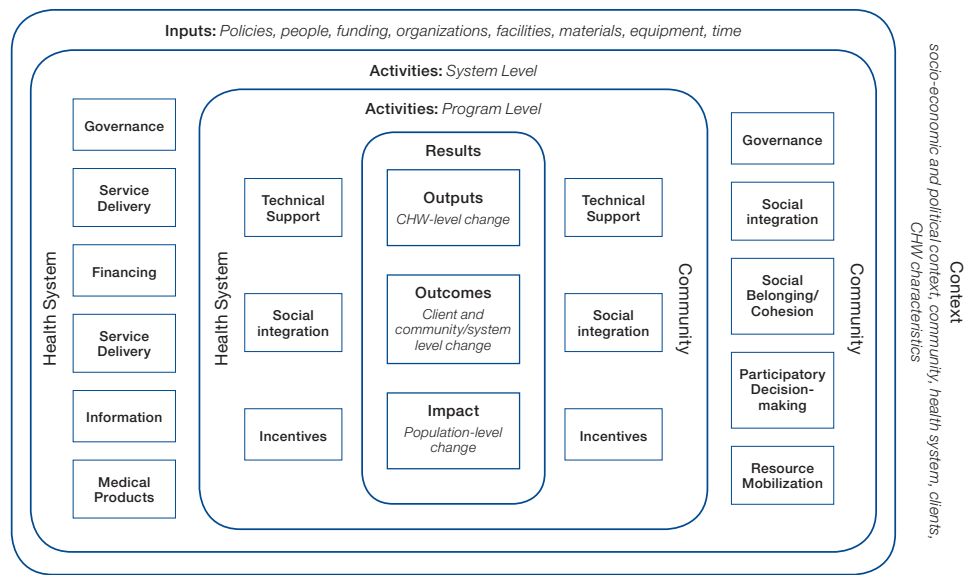 Inputs: Policies, people, funding, organizations, facilities, materials, equipment, time
Activities: System Level
Activities: Program Level
Health System
Governance
Service
Delivery
Financing
Service
Delivery
Information
Medical
Products
Health System
Technical
Support
Social
integration
Incentives
Results
Outputs
CHW-level change
Outcomes
Client and
community/system
level change
Impact
Population-level
change
Technical
Support
Social
integration
Incentives
Community
Governance
Social
integration
Social
Belonging/
Cohesion
Participatory
Decision-
making
Resource
Mobilization
Community
Context
socio-economic and political context, community, health system, clients,
CHW characteristics